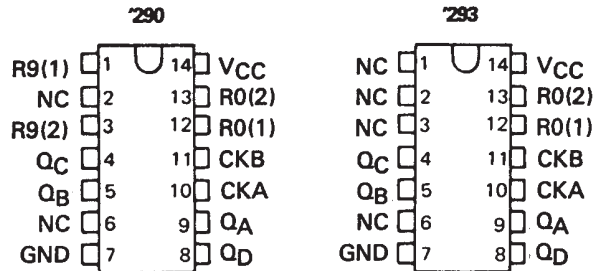 '290 '293
R9(1) 1 14 VCC NC 1 14 VCC
NC 2 13 R0(2) NC 2 13 R0(2)
R9(2) 3 12 R0(1) NC 3 12 R0(1)
QC 4 11 CKB QC 4 11 CKB
QB 5 10 CKA QB 5 10 CKA
NC 6 9 QA NC 6 9 QA
GND 7 8 QD GND 7 8 QD